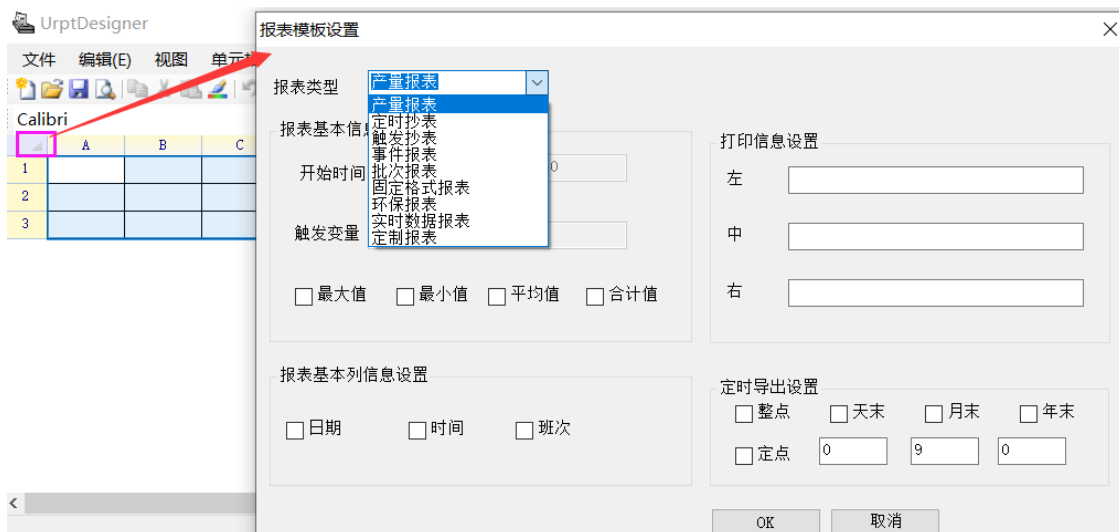 UrptDesigner
文件 编辑(E) 视图 单元格
Calibri
A B C
1
2
3
报表模板设置
报表类型 产量报表
产量报表
定时抄表
触发抄表
事件报表
批次报表
固定格式报表
环保报表
实时数据报表
定制报表
报表基本信息
开始时间 0
触发变量
最大值 最小值 平均值 合计值
打印信息设置
左
中
右
报表基本列信息设置
日期 时间 班次
定时导出设置
整点 天末 月末 年末
定点 0 9 0
OK 取消